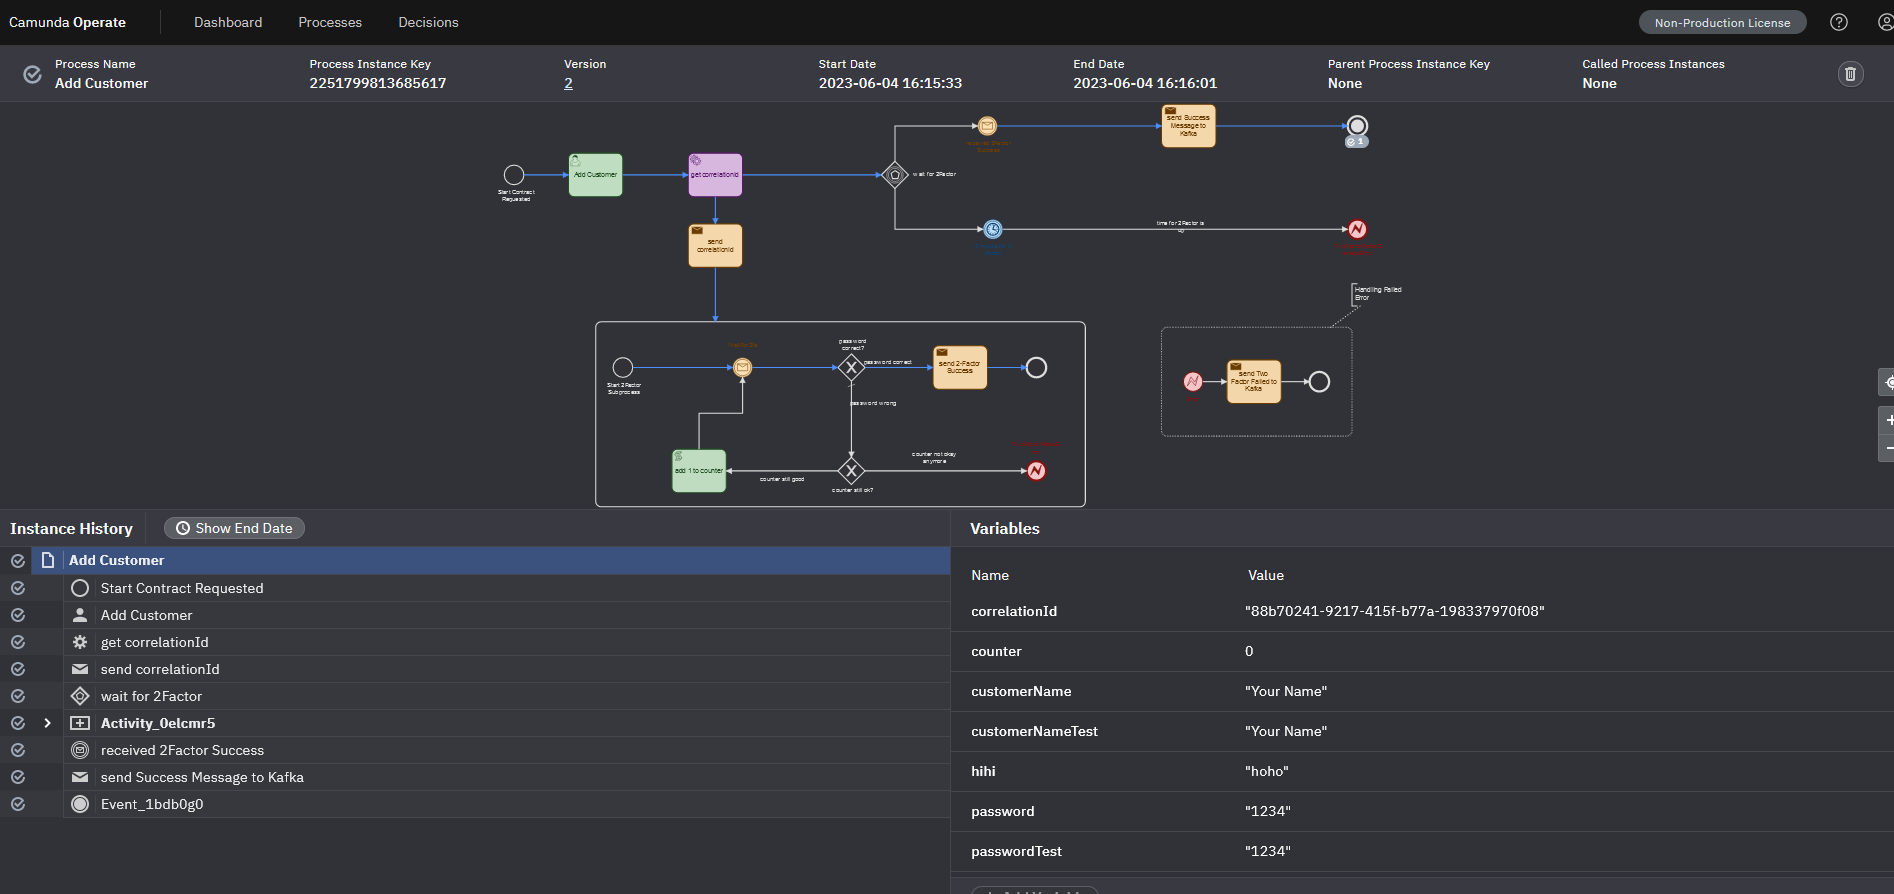 Camunda Operate Dashboard Processes Decisions Non-Production License
Process Name Process Instance Key Version Start Date End Date Parent Process Instance Key Called Process Instances
Add Customer 2251799813685617 2 2023-06-04 16:15:33 2023-06-04 16:16:01 None None
send Success
Message to
Kafka
1
received 2Factor
Success
Start Contract
Requested
Add Customer
get correlationId
wait for 2Factor
send
correlationId
time for 2Factor is
up
Handling Failed
Error
password
correct?
Start 2Factor
Subprocess
password correct
send 2-Factor
Success
send Two
Factor Failed to
Kafka
password wrong
add 1 to counter
counter still good
counter still ok?
counter not okay
anymore
Instance History
Show End Date
Add Customer
Start Contract Requested
Add Customer
get correlationId
send correlationId
wait for 2Factor
Activity_0elcmr5
received 2Factor Success
send Success Message to Kafka
Event_1bdb0g0
Variables
Name Value
correlationId "88b70241-9217-415f-b77a-198337970f08"
counter 0
customerName "Your Name"
customerNameTest "Your Name"
hihi "hoho"
password "1234"
passwordTest "1234"